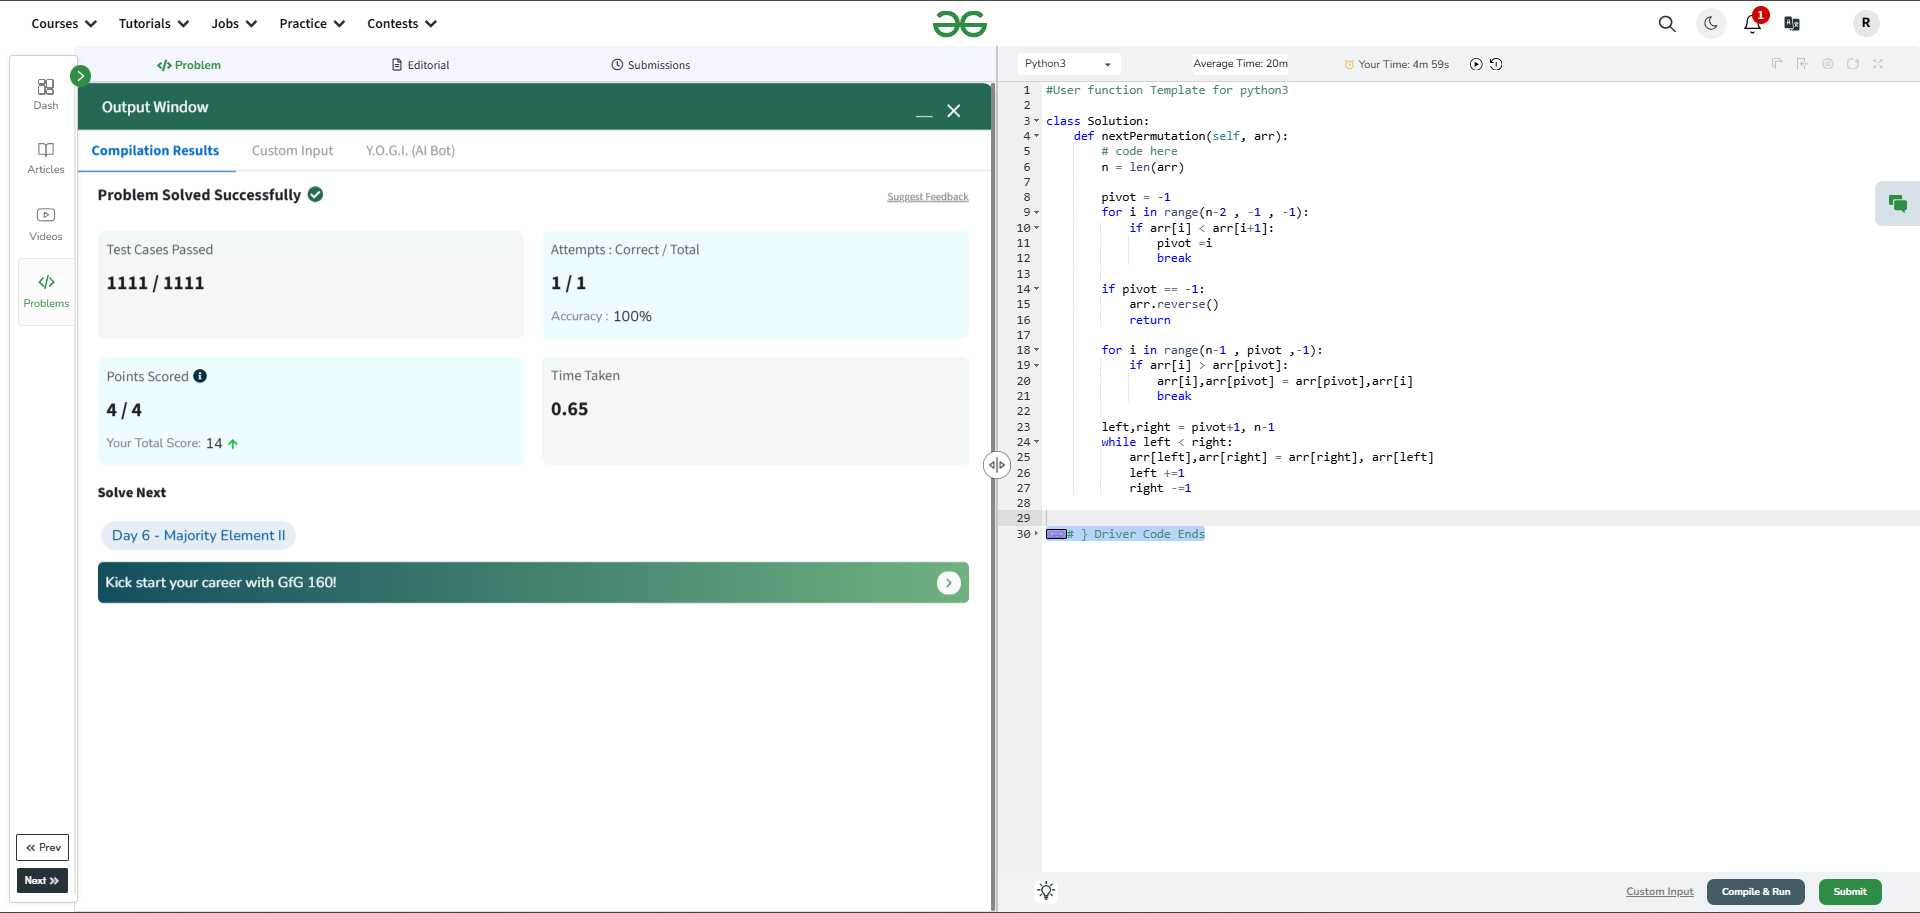 Courses Tutorials Jobs Practice Contests
1 R
Dash
Articles
Videos
Problems
Prev
Next
</> Problem Editorial Submissions
Output Window
Compilation Results Custom Input Y.O.G.I. (AI Bot)
Problem Solved Successfully
Suggest Feedback
Test Cases Passed
1111 / 1111
Attempts : Correct / Total
1 / 1
Accuracy : 100%
Points Scored
4 / 4
Your Total Score: 14
Time Taken
0.65
Solve Next
Day 6 - Majority Element II
Kick start your career with GfG 160!
Python3 Average Time: 20m Your Time: 4m 59s
1 #User function Template for python3
2
3 class Solution:
4     def nextPermutation(self, arr):
5         # code here
6         n = len(arr)
7
8         pivot = -1
9         for i in range(n-2 , -1 , -1):
10             if arr[i] < arr[i+1]:
11                 pivot =i
12                 break
13
14         if pivot == -1:
15             arr.reverse()
16             return
17
18         for i in range(n-1 , pivot ,-1):
19             if arr[i] > arr[pivot]:
20                 arr[i],arr[pivot] = arr[pivot],arr[i]
21                 break
22
23         left,right = pivot+1, n-1
24         while left < right:
25             arr[left],arr[right] = arr[right], arr[left]
26             left +=1
27             right -=1
28
29
30 # } Driver Code Ends
Custom Input Compile & Run Submit